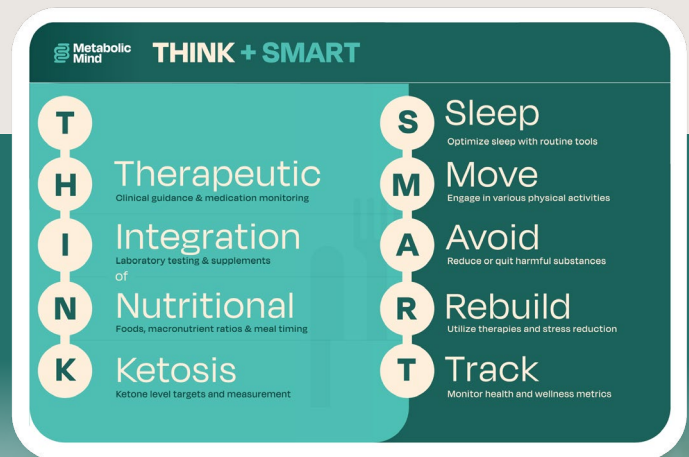 Metabolic
Mind
THINK + SMART
T
H
Therapeutic
Clinical guidance & medication monitoring
I
Integration
Laboratory testing & supplements
of
N
Nutritional
Foods, macronutrient ratios & meal timing
K
Ketosis
Ketone level targets and measurement
S
Sleep
Optimize sleep with routine tools
M
Move
Engage in various physical activities
A
Avoid
Reduce or quit harmful substances
R
Rebuild
Utilize therapies and stress reduction
T
Track
Monitor health and wellness metrics